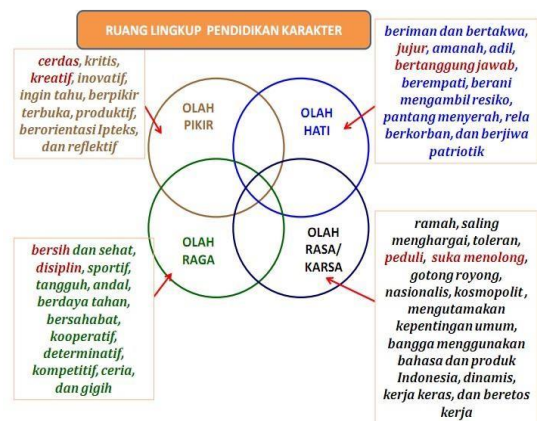 RUANG LINGKUP PENDIDIKAN KARAKTER
cerdas, kritis,
kreatif, inovatif,
ingin tahu, berpikir
terbuka, produktif,
berorientasi Ipteks,
dan reflektif
OLAH
PIKIR
OLAH
HATI
beriman dan bertakwa,
jujur, amanah, adil,
bertanggung jawab,
berempati, berani
mengambil resiko,
pantang menyerah, rela
berkorban, dan berjiwa
patriotik
bersih dan sehat,
disiplin, sportif,
tangguh, andal,
berdaya tahan,
bersahabat,
kooperatif,
determinatif,
kompetitif, ceria,
dan gigih
OLAH
RAGA
OLAH
RASA/
KARSA
ramah, saling
menghargai, toleran,
peduli, suka menolong,
gotong royong,
nasionalis, kosmopolit,
mengutamakan
kepentingan umum,
bangga menggunakan
bahasa dan produk
Indonesia, dinamis,
kerja keras, dan beretos
kerja